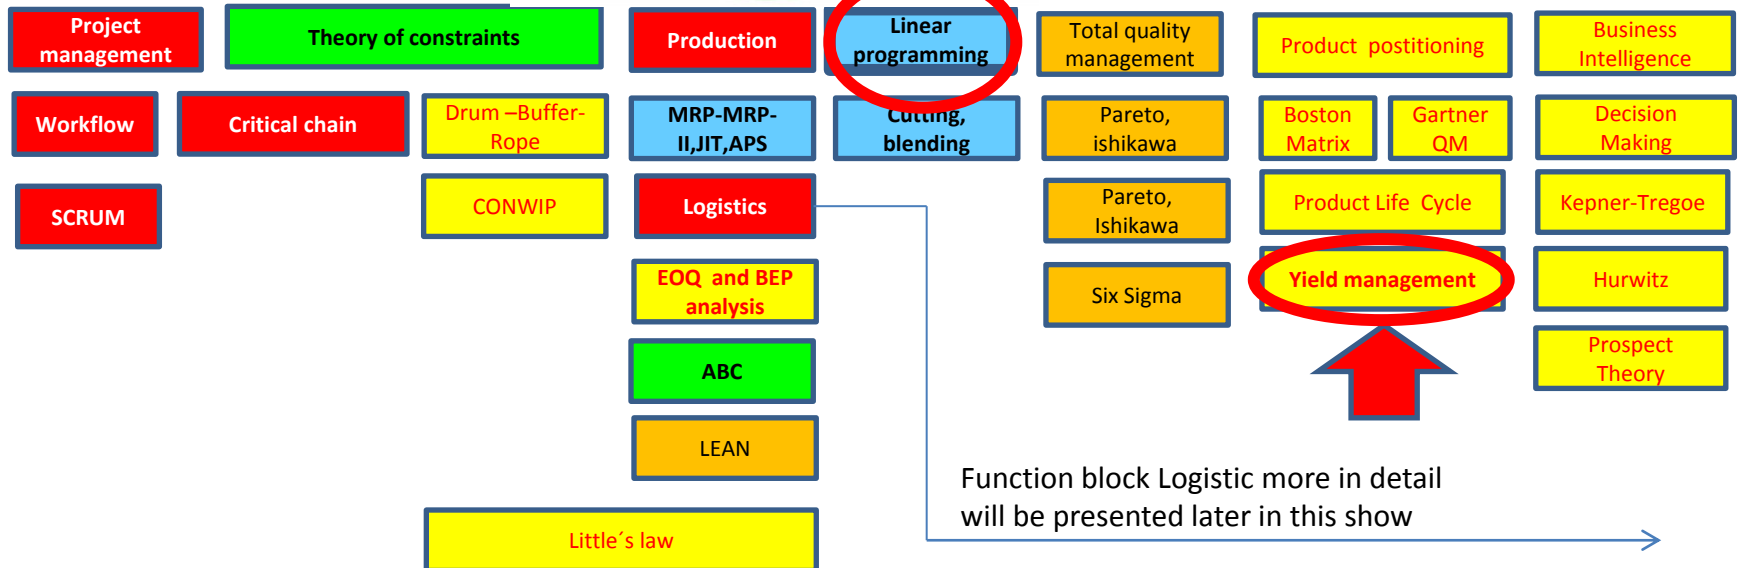 Project
management
Theory of constraints
Production
Linear
programming
Total quality
management
Product postitioning
Business
Intelligence
Workflow
Critical chain
Drum –Buffer-
Rope
MRP-MRP-
II,JIT,APS
Cutting,
blending
Pareto,
ishikawa
Boston
Matrix
Gartner
QM
Decision
Making
SCRUM
CONWIP
Logistics
Pareto,
Ishikawa
Product Life Cycle
Kepner-Tregoe
EOQ and BEP
analysis
Six Sigma
Yield management
Hurwitz
ABC
Prospect
Theory
LEAN
Function block Logistic more in detail
will be presented later in this show
Little´s law